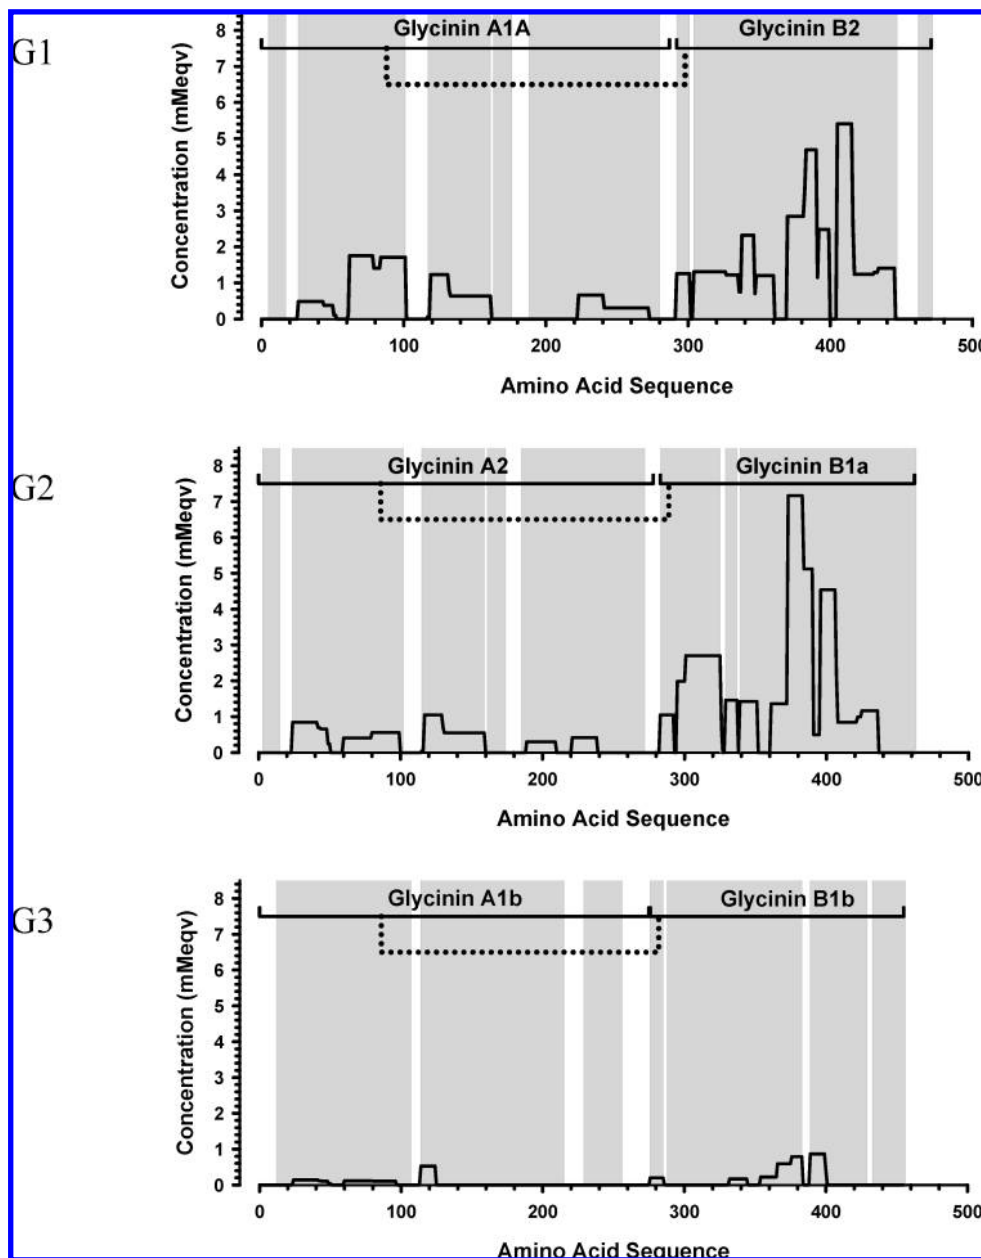 G1
Glycinin A1A Glycinin B2
Concentration (mMeqv)
8
7
6
5
4
3
2
1
0
0 100 200 300 400 500
Amino Acid Sequence
G2
Glycinin A2 Glycinin B1a
Concentration (mMeqv)
8
7
6
5
4
3
2
1
0
0 100 200 300 400 500
Amino Acid Sequence
G3
Glycinin A1b Glycinin B1b
Concentration (mMeqv)
8
7
6
5
4
3
2
1
0
0 100 200 300 400 500
Amino Acid Sequence